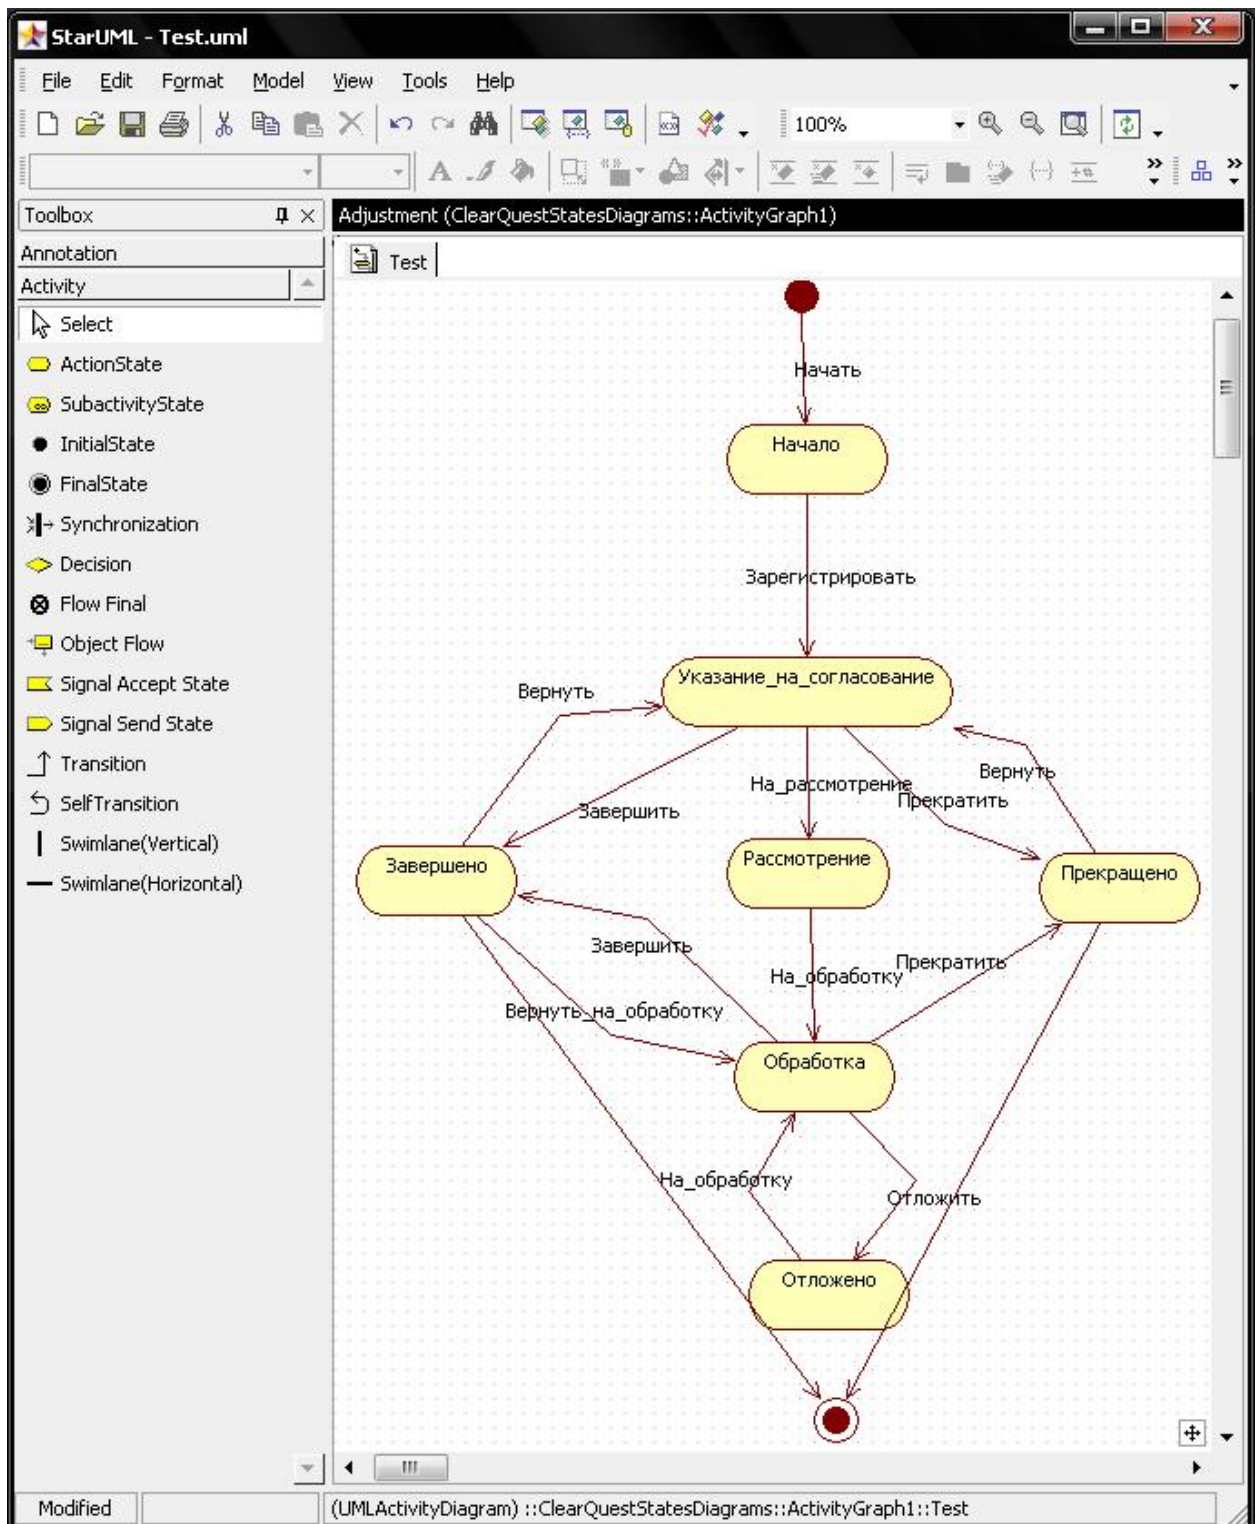 StarUML - Test.uml
File Edit Format Model View Tools Help
100%
Toolbox
Annotation
Activity
Select
ActionState
SubactivityState
InitialState
FinalState
Synchronization
Decision
Flow Final
Object Flow
Signal Accept State
Signal Send State
Transition
SelfTransition
Swimlane(Vertical)
Swimlane(Horizontal)
Adjustment (ClearQuestStatesDiagrams::ActivityGraph1)
Test
Начать
Начало
Зарегистрировать
Указание_на_согласование
Вернуть
Вернуть
На_рассмотрение
Прекратить
Завершить
Завершено
Рассмотрение
Прекращено
Завершить
На_обработку
Прекратить
Вернуть_на_обработку
Обработка
На_обработку
Отложить
Отложено
Modified
(UMLActivityDiagram) ::ClearQuestStatesDiagrams::ActivityGraph1::Test